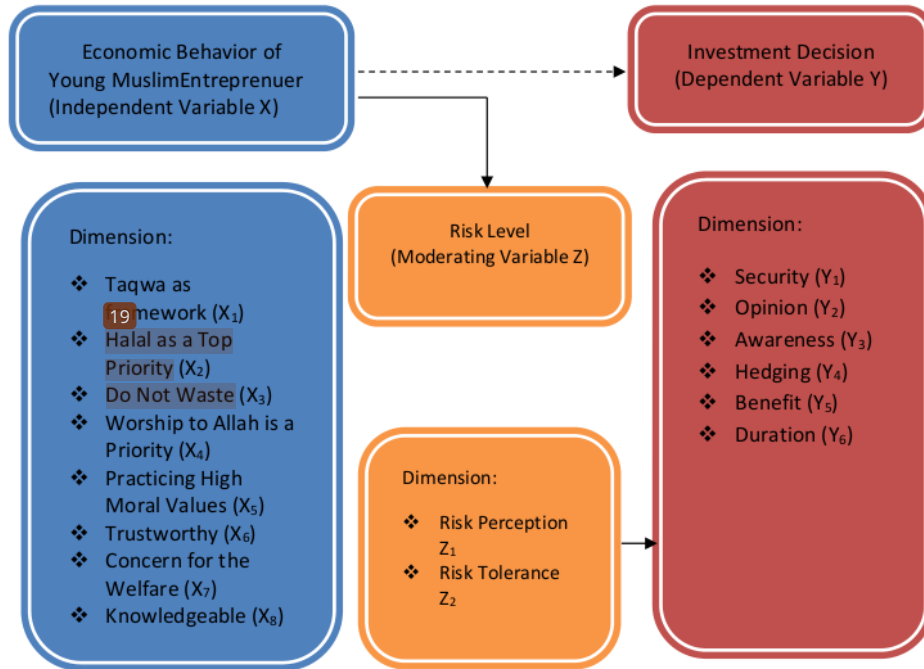 Economic Behavior of
Young MuslimEntreprenuer
(Independent Variable X)
Investment Decision
(Dependent Variable Y)
Risk Level
(Moderating Variable Z)
Dimension:
❖ Taqwa as
19
(X₁)
❖ Halal as a Top
Priority (X₂)
❖ Do Not Waste (X₃)
❖ Worship to Allah is a
Priority (X₄)
❖ Practicing High
Moral Values (X₅)
❖ Trustworthy (X₆)
❖ Concern for the
Welfare (X₇)
❖ Knowledgeable (X₈)
Dimension:
❖ Risk Perception
Z₁
❖ Risk Tolerance
Z₂
Dimension:
❖ Security (Y₁)
❖ Opinion (Y₂)
❖ Awareness (Y₃)
❖ Hedging (Y₄)
❖ Benefit (Y₅)
❖ Duration (Y₆)